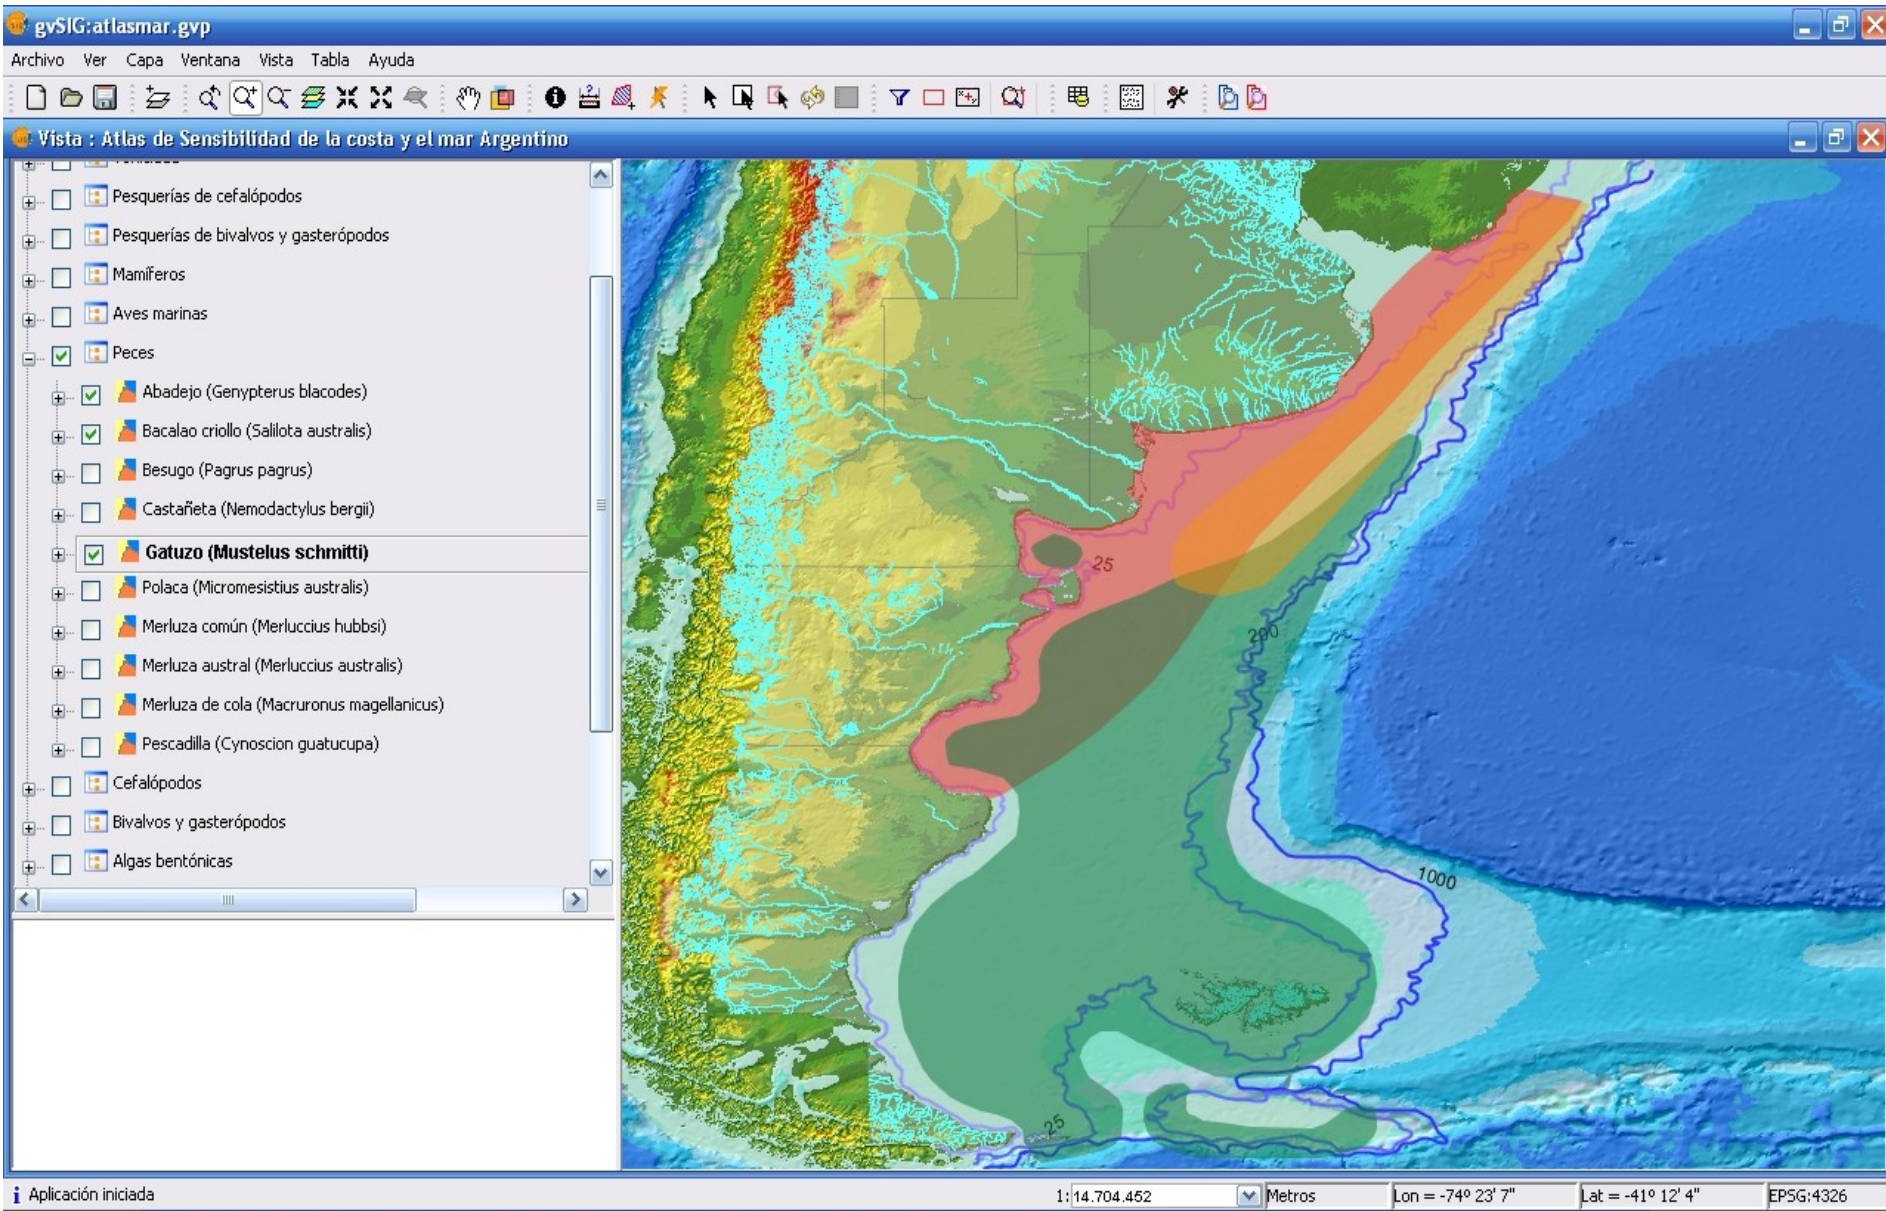 gvSIG:atlasmar.gvp
Archivo Ver Capa Ventana Vista Tabla Ayuda
Vista : Atlas de Sensibilidad de la costa y el mar Argentino
Pesquerías de cefalópodos
Pesquerías de bivalvos y gasterópodos
Mamíferos
Aves marinas
Peces
Abadejo (Genypterus blacodes)
Bacalao criollo (Salilota australis)
Besugo (Pagrus pagrus)
Castañeta (Nemodactylus bergii)
Gatuzo (Mustelus schmitti)
Polaca (Micromesistius australis)
Merluza común (Merluccius hubbsi)
Merluza austral (Merluccius australis)
Merluza de cola (Macruronus magellanicus)
Pescadilla (Cynoscion guatucupa)
Cefalópodos
Bivalvos y gasterópodos
Algas bentónicas
25
200
1000
25
Aplicación iniciada
1: 14.704.452
Metros
Lon = -74º 23' 7"
Lat = -41º 12' 4"
EPSG:4326